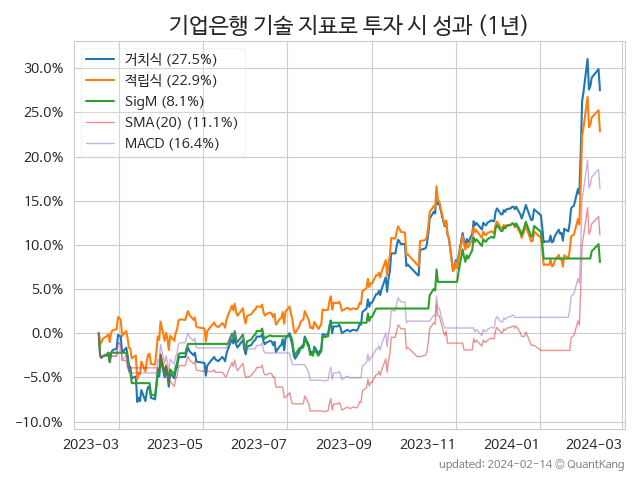 기업은행 기술 지표로 투자 시 성과 (1년)
거치식 (27.5%)
적립식 (22.9%)
SigM (8.1%)
SMA(20) (11.1%)
MACD (16.4%)
30.0%
25.0%
20.0%
15.0%
10.0%
5.0%
0.0%
−5.0%
−10.0%
2023-03 2023-05 2023-07 2023-09 2023-11 2024-01 2024-03
updated: 2024-02-14 © QuantKang